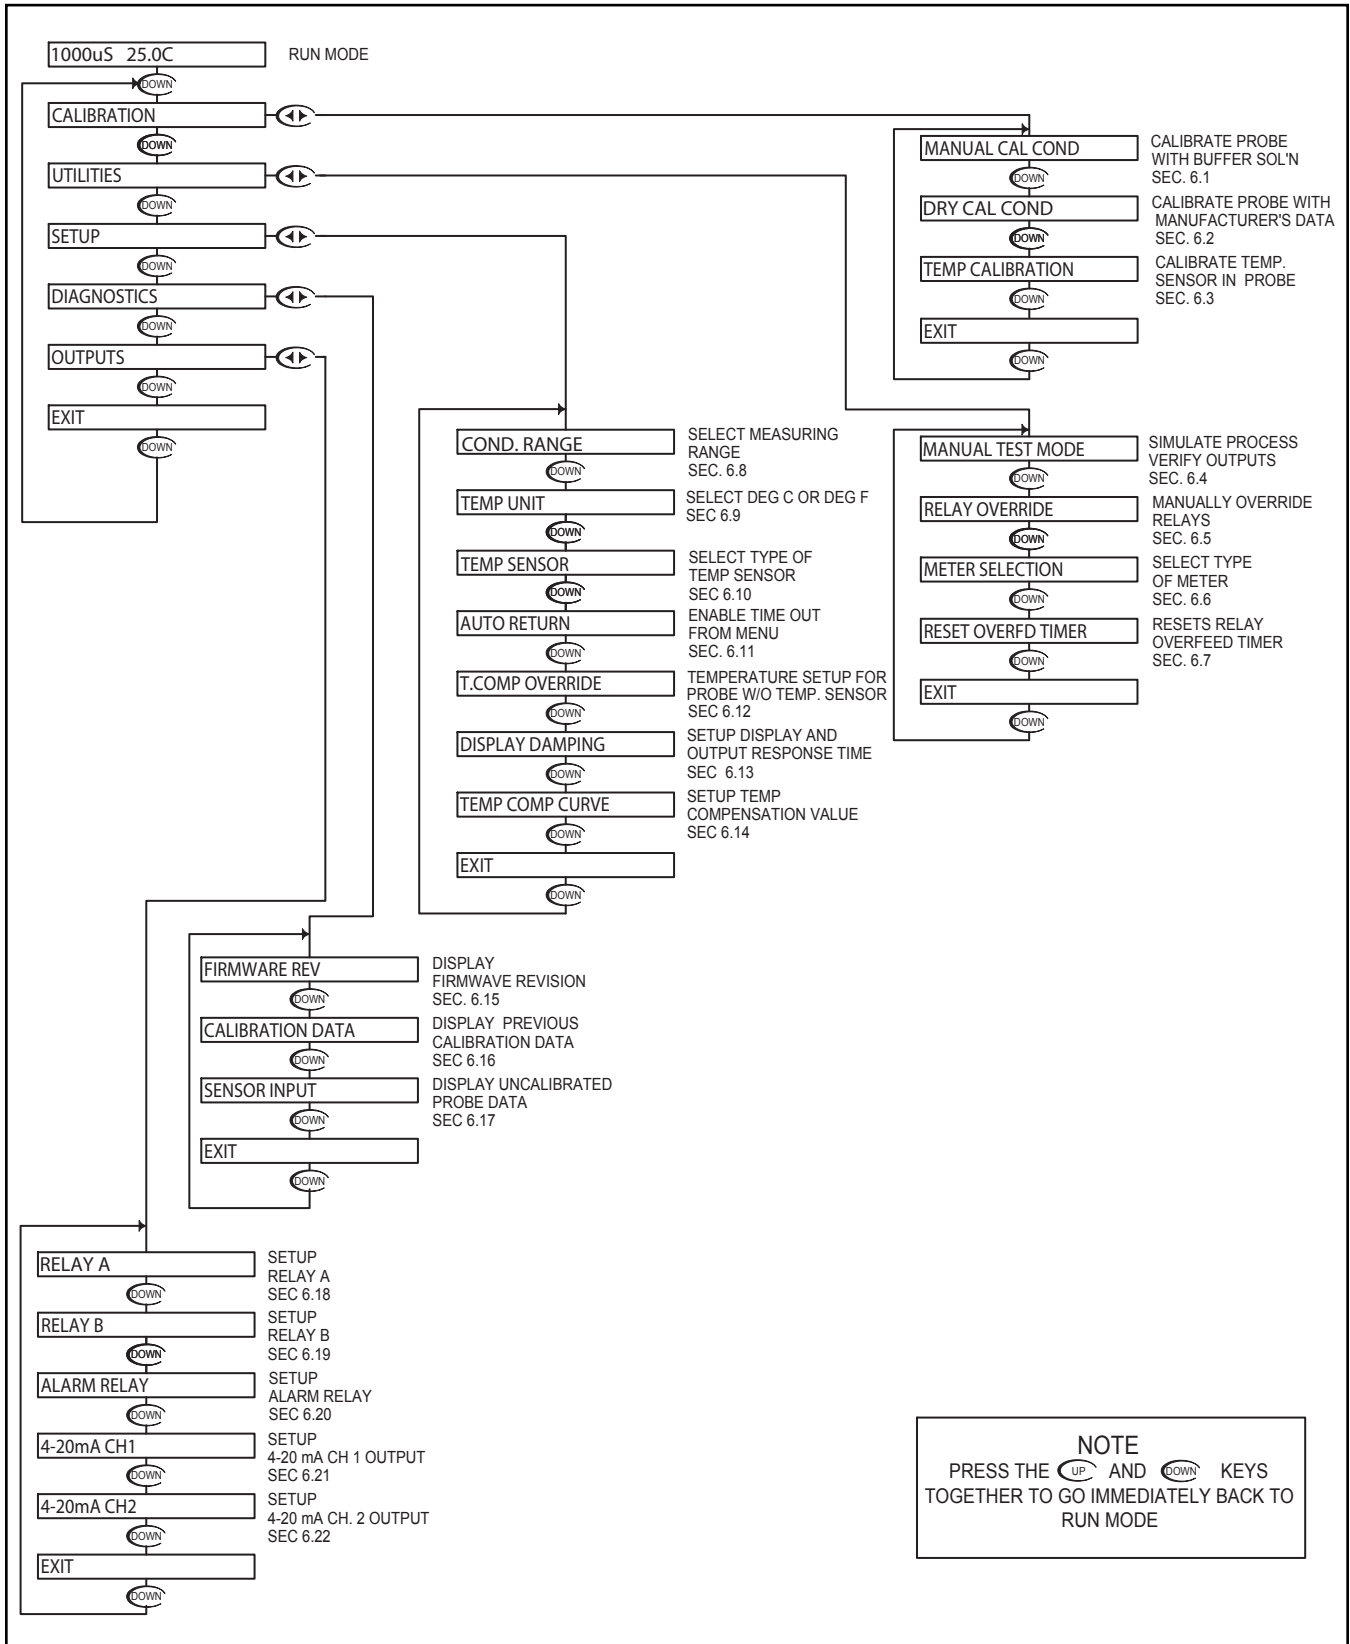 1000uS 25.0C
RUN MODE
DOWN
CALIBRATION
DOWN
UTILITIES
DOWN
SETUP
DOWN
DIAGNOSTICS
DOWN
OUTPUTS
DOWN
EXIT
DOWN
MANUAL CAL COND
CALIBRATE PROBE
WITH BUFFER SOL'N
SEC. 6.1
DOWN
DRY CAL COND
CALIBRATE PROBE WITH
MANUFACTURER'S DATA
SEC. 6.2
DOWN
TEMP CALIBRATION
CALIBRATE TEMP.
SENSOR IN PROBE
SEC. 6.3
DOWN
EXIT
DOWN
MANUAL TEST MODE
SIMULATE PROCESS
VERIFY OUTPUTS
SEC. 6.4
DOWN
RELAY OVERRIDE
MANUALLY OVERRIDE
RELAYS
SEC. 6.5
DOWN
METER SELECTION
SELECT TYPE
OF METER
SEC. 6.6
DOWN
RESET OVERFD TIMER
RESETS RELAY
OVERFEED TIMER
SEC. 6.7
DOWN
EXIT
DOWN
COND. RANGE
SELECT MEASURING
RANGE
SEC. 6.8
DOWN
TEMP UNIT
SELECT DEG C OR DEG F
SEC 6.9
DOWN
TEMP SENSOR
SELECT TYPE OF
TEMP SENSOR
SEC 6.10
DOWN
AUTO RETURN
ENABLE TIME OUT
FROM MENU
SEC. 6.11
DOWN
T.COMP OVERRIDE
TEMPERATURE SETUP FOR
PROBE W/O TEMP. SENSOR
SEC 6.12
DOWN
DISPLAY DAMPING
SETUP DISPLAY AND
OUTPUT RESPONSE TIME
SEC 6.13
DOWN
TEMP COMP CURVE
SETUP TEMP
COMPENSATION VALUE
SEC 6.14
DOWN
EXIT
DOWN
FIRMWARE REV
DISPLAY
FIRMWAVE REVISION
SEC. 6.15
DOWN
CALIBRATION DATA
DISPLAY PREVIOUS
CALIBRATION DATA
SEC 6.16
DOWN
SENSOR INPUT
DISPLAY UNCALIBRATED
PROBE DATA
SEC 6.17
DOWN
EXIT
DOWN
RELAY A
SETUP
RELAY A
SEC 6.18
DOWN
RELAY B
SETUP
RELAY B
SEC 6.19
DOWN
ALARM RELAY
SETUP
ALARM RELAY
SEC 6.20
DOWN
4-20mA CH1
SETUP
4-20 mA CH 1 OUTPUT
SEC 6.21
DOWN
4-20mA CH2
SETUP
4-20 mA CH. 2 OUTPUT
SEC 6.22
DOWN
EXIT
DOWN
NOTE
PRESS THE UP AND DOWN KEYS
TOGETHER TO GO IMMEDIATELY BACK TO
RUN MODE